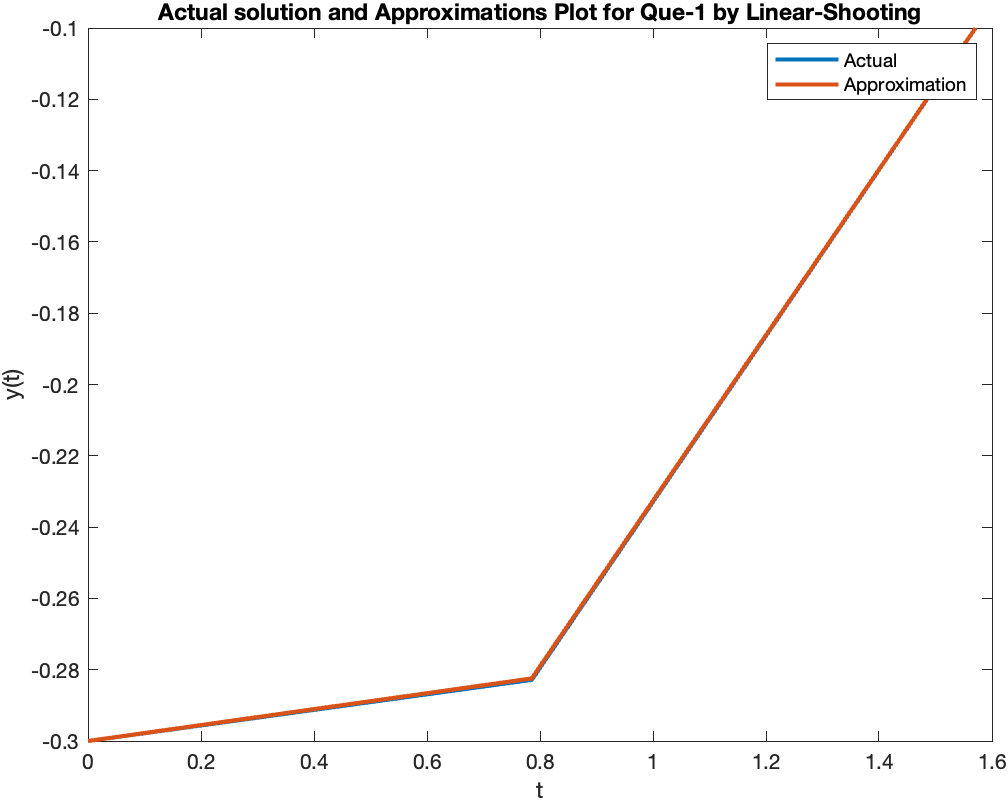 Actual solution and Approximations Plot for Que-1 by Linear-Shooting
Actual
Approximation
y(t)
-0.1
-0.12
-0.14
-0.16
-0.18
-0.2
-0.22
-0.24
-0.26
-0.28
-0.3
0 0.2 0.4 0.6 0.8 1 1.2 1.4 1.6
t